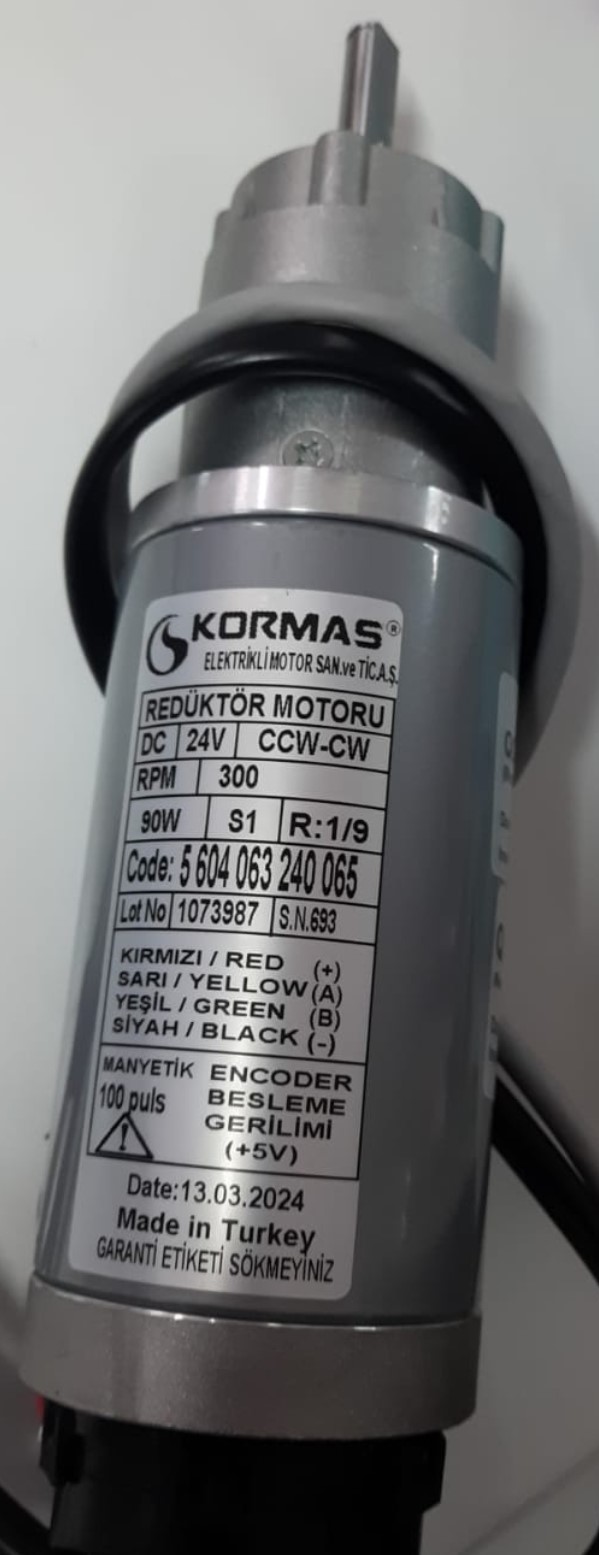 KORMAS®
ELEKTRİKLİ MOTOR SAN.ve TİC.A.Ş.
REDÜKTÖR MOTORU
DC 24V CCW-CW
RPM 300
90W S1 R:1/9
Code: 5 604 063 240 065
Lot No 1073987 S.N.693
KIRMIZI / RED (+)
SARI / YELLOW (A)
YEŞİL / GREEN (B)
SİYAH / BLACK (-)
MANYETİK ENCODER
100 puls BESLEME
GERİLİMİ
(+5V)
Date:13.03.2024
Made in Turkey
GARANTİ ETİKETİ SÖKMEYİNİZ